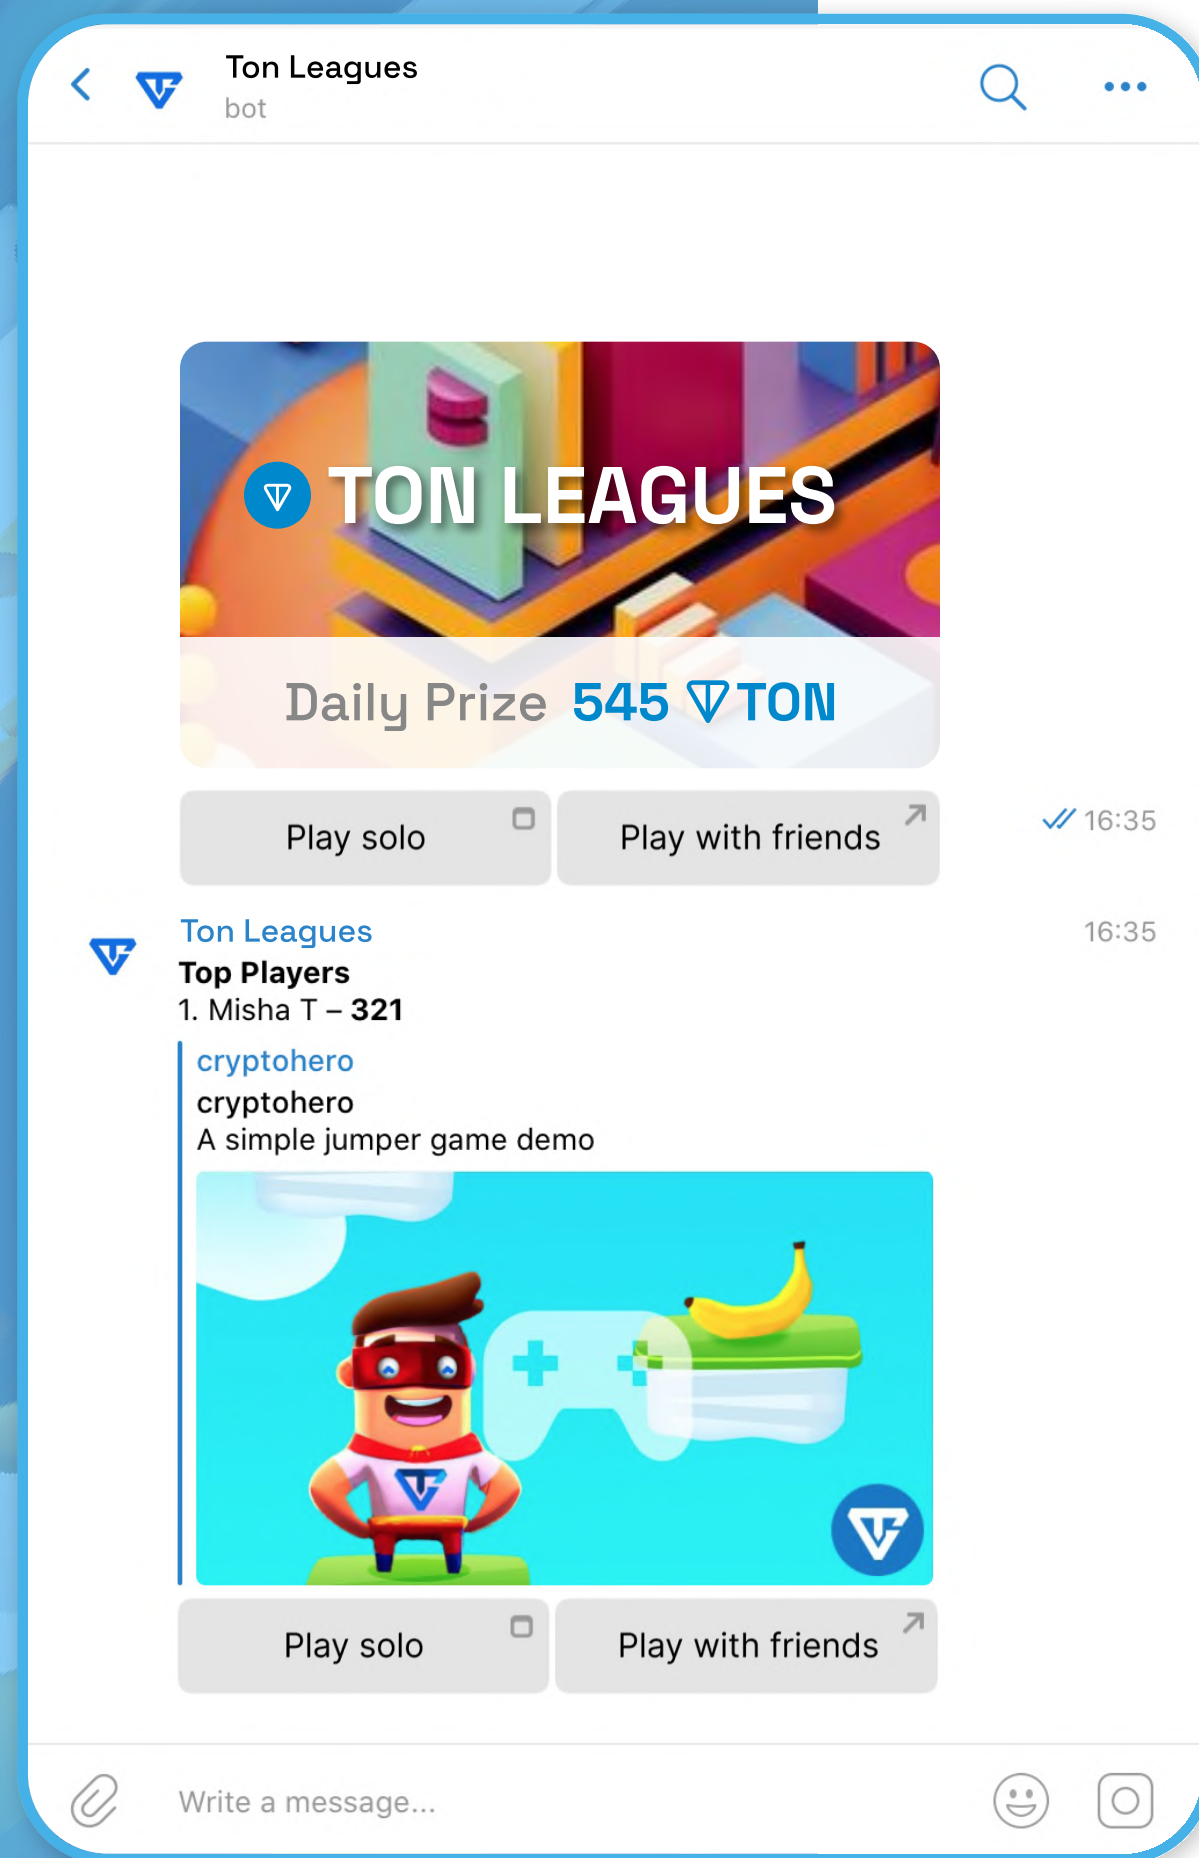 Ton Leagues
bot
TON LEAGUES
Daily Prize 545 TON
Play solo
Play with friends
16:35
Ton Leagues
16:35
Top Players
1. Misha T – 321
cryptohero
cryptohero
A simple jumper game demo
Play solo
Play with friends
Write a message...